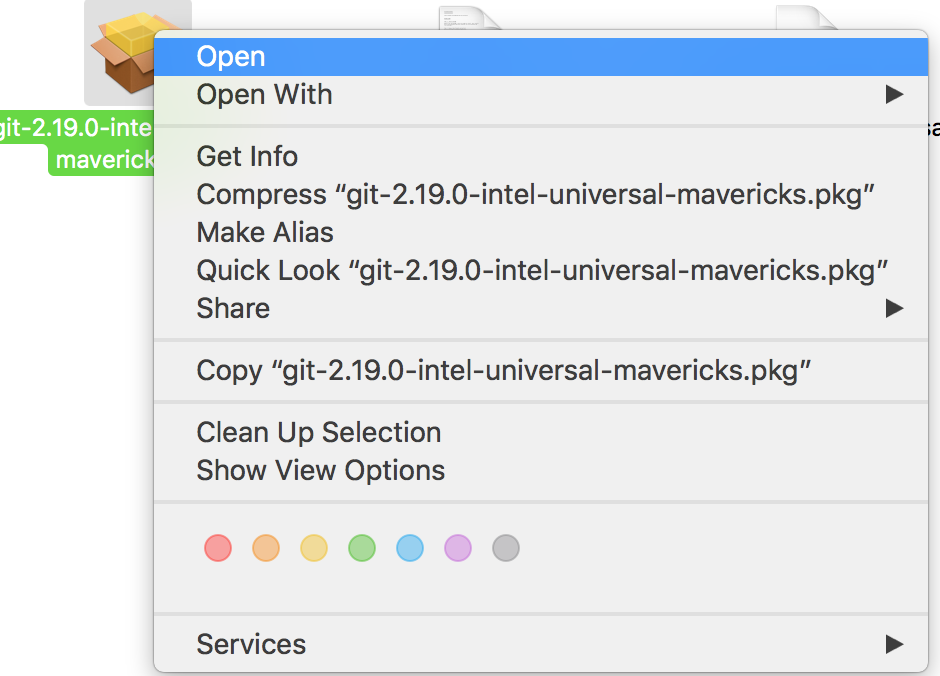 Open
git-2.19.0-inte
Open With
maverick
Get Info
Compress “git-2.19.0-intel-universal-mavericks.pkg”
Make Alias
Quick Look “git-2.19.0-intel-universal-mavericks.pkg”
Share
Copy “git-2.19.0-intel-universal-mavericks.pkg”
Clean Up Selection
Show View Options
Services